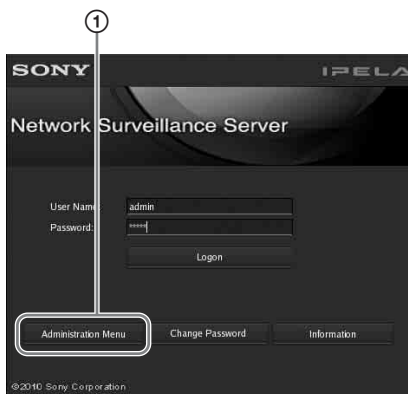 ①
SONY IPELA
Network Surveillance Server
User Name: admin
Password: *****
Logon
Administration Menu Change Password Information
©2010 Sony Corporation